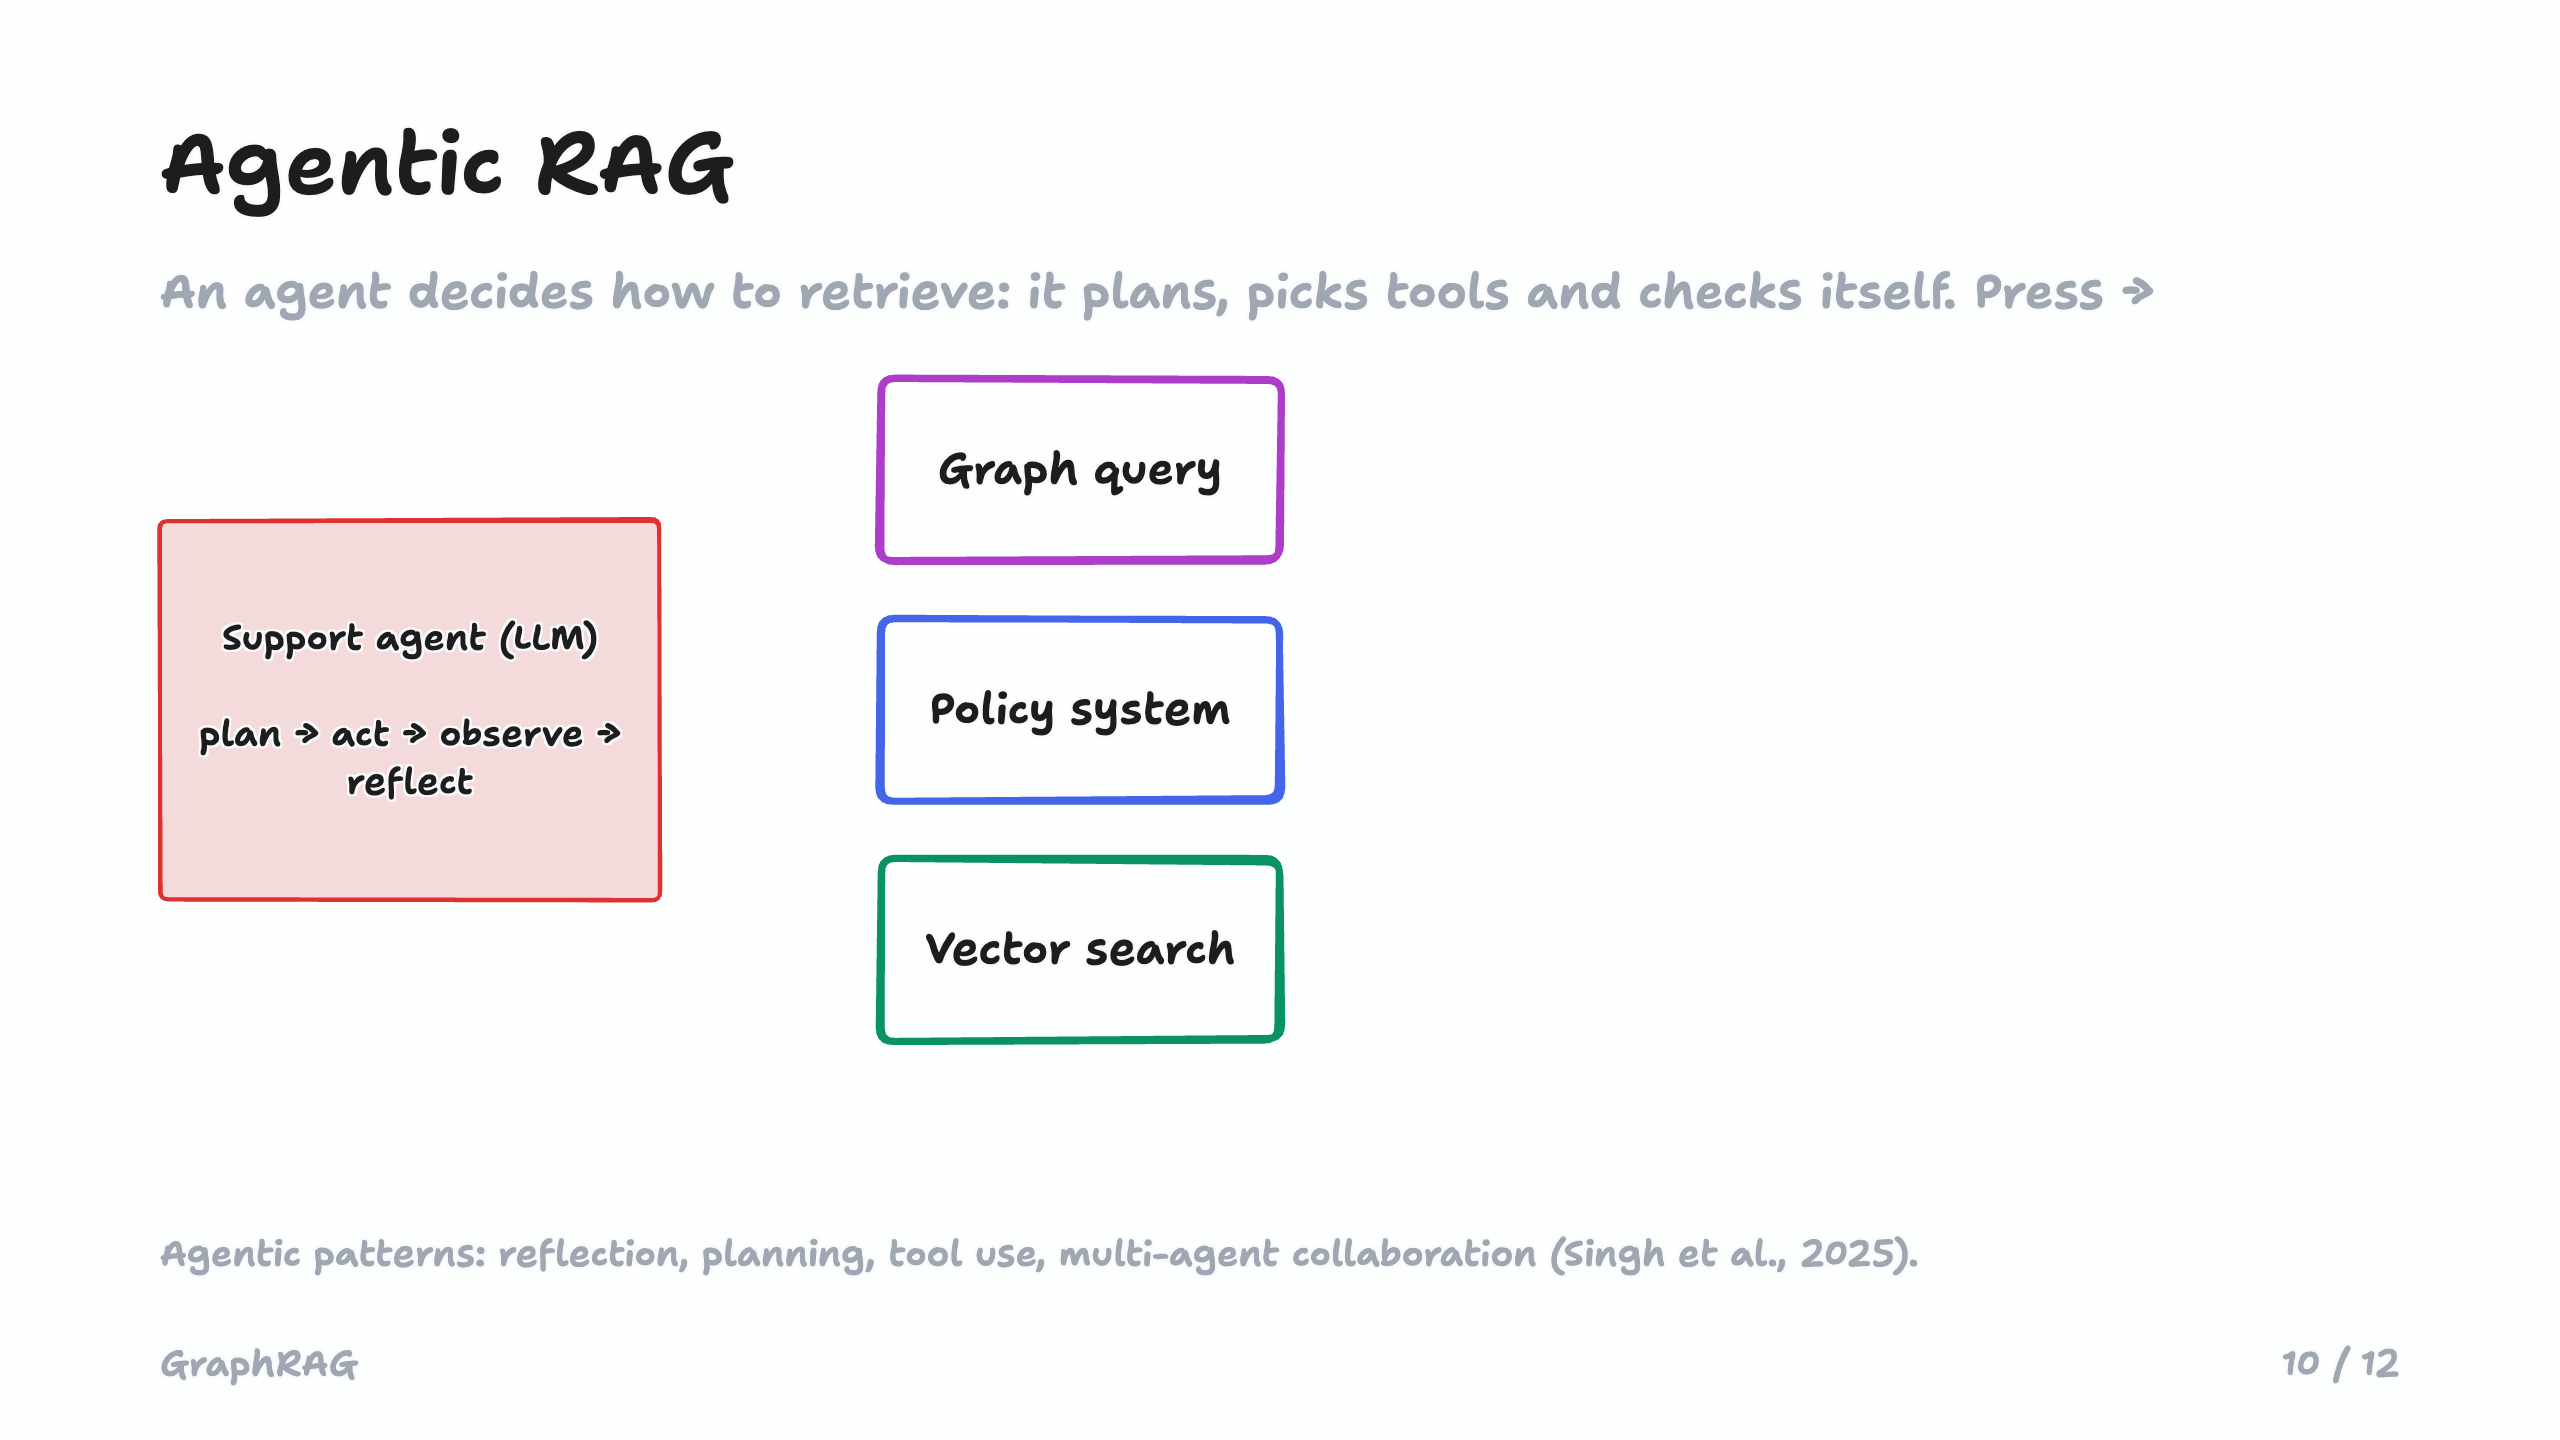 Agentic RAG
An agent decides how to retrieve: it plans, picks tools and checks itself. Press →
Graph query
Support agent (LLM)
plan → act → observe →
reflect
Policy system
Vector search
Agentic patterns: reflection, planning, tool use, multi-agent collaboration (Singh et al., 2025).
GraphRAG
10 / 12